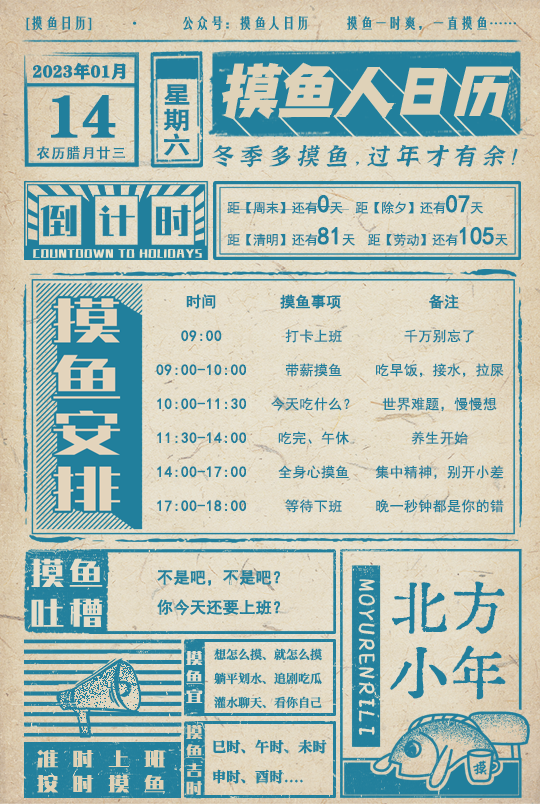 [摸鱼日历] · 公众号：摸鱼人日历 摸鱼一时爽，一直摸鱼……
2023年01月
14
农历腊月廿三
星期六
摸鱼人日历
冬季多摸鱼，过年才有余！
倒计时
COUNTDOWN TO HOLIDAYS
距【周末】还有0天 距【除夕】还有07天
距【清明】还有81天 距【劳动】还有105天
摸鱼安排
时间 摸鱼事项 备注
09:00 打卡上班 千万别忘了
09:00-10:00 带薪摸鱼 吃早饭，接水，拉屎
10:00-11:30 今天吃什么？ 世界难题，慢慢想
11:30-14:00 吃完、午休 养生开始
14:00-17:00 全身心摸鱼 集中精神，别开小差
17:00-18:00 等待下班 晚一秒钟都是你的错
摸鱼
吐槽
不是吧，不是吧？
你今天还要上班？
准时上班
按时摸鱼
摸鱼宜
想怎么摸、就怎么摸
躺平划水、追剧吃瓜
灌水聊天、看你自己
摸鱼吉时
巳时、午时、未时
申时、酉时....
MOYURENRILI
北方
小年
摸